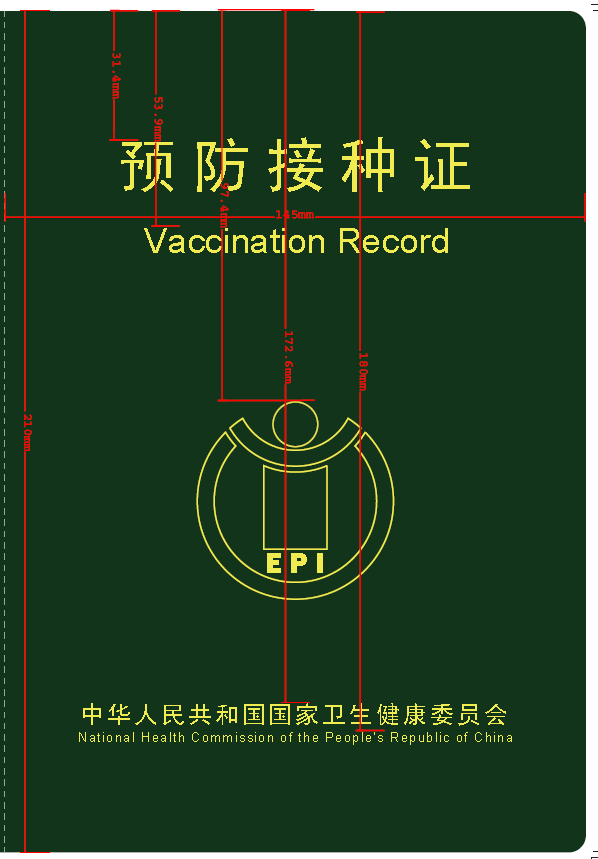 31.4mm
53.9mm
预防接种证
97.4mm
145mm
Vaccination Record
172.6mm
180mm
210mm
EPI
中华人民共和国国家卫生健康委员会
National Health Commission of the People's Republic of China